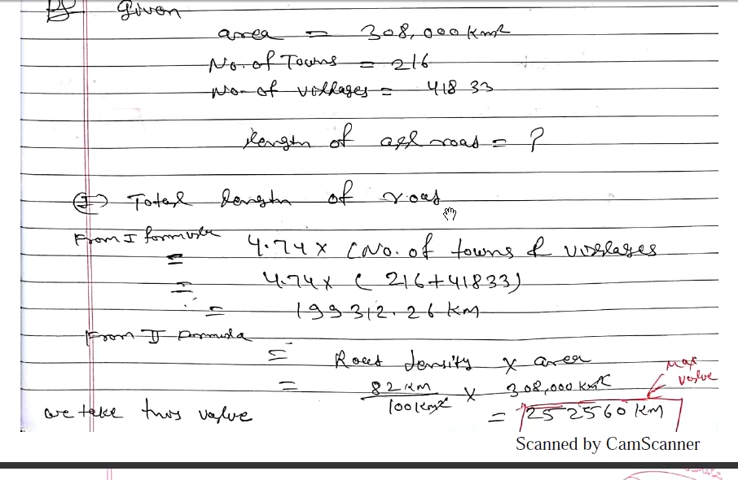 given
area = 308,000 Km²
No. of Towns = 216
No. of villages = 41833
length of all road = ?
I) Total length of road
From I formula = 4.74 x (No. of towns & villages
= 4.74 x ( 216+41833)
= 199312.26 KM
From II Formula
= Road density x area
= 82 KM / 100 Km² x 308,000 Km²
Max value
we take this value = 252560 KM
Scanned by CamScanner